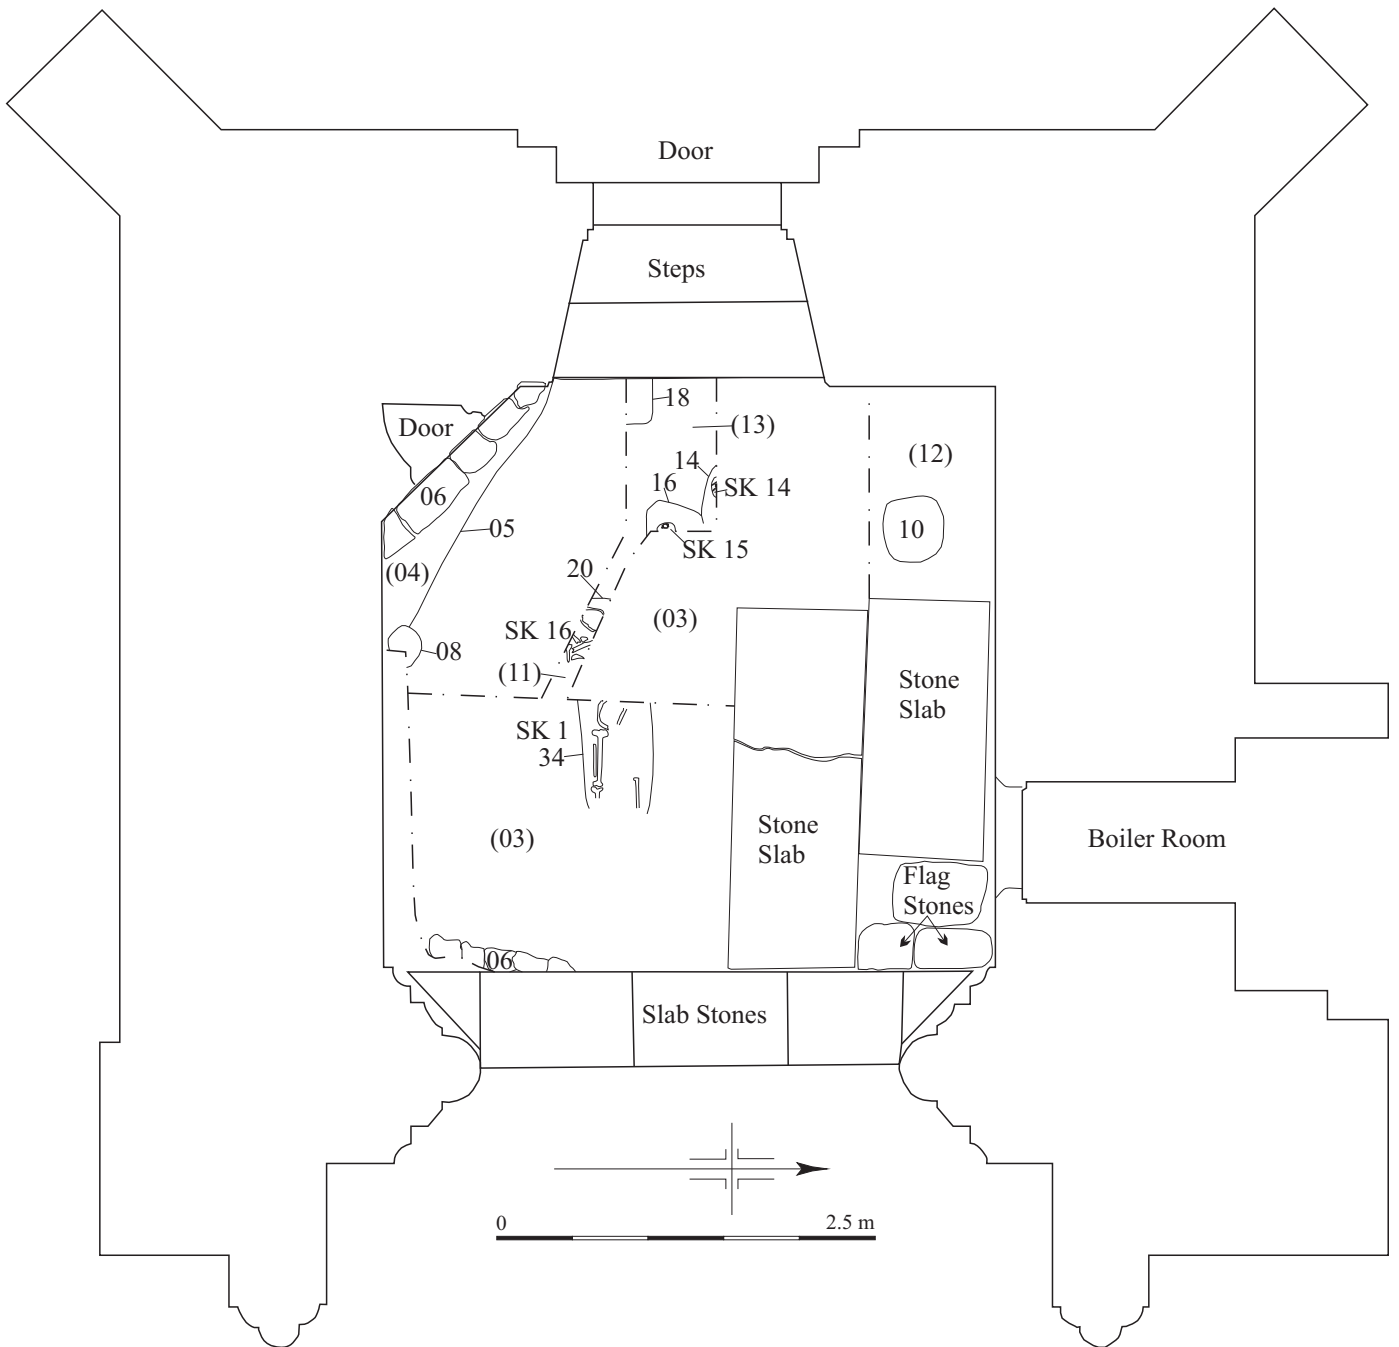 Door
Steps
18
(13)
Door
14
(12)
16
SK 14
06
05
10
SK 15
(04)
20
(03)
SK 16
08
(11)
Stone
Slab
SK 1
34
Stone
Slab
(03)
Boiler Room
Flag
Stones
06
Slab Stones
0
2.5 m